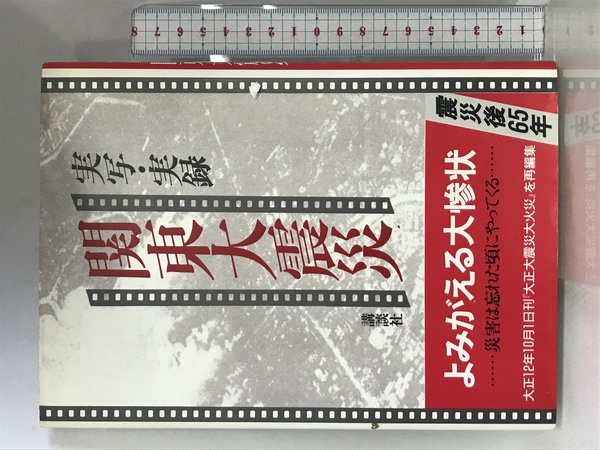 実写・実録
関東大震災
講談社
震災後
65年
よみがえる大惨状
……災害は忘れた頃にやってくる……
大正12年10月1日刊『大正大震災大火災』を再編集